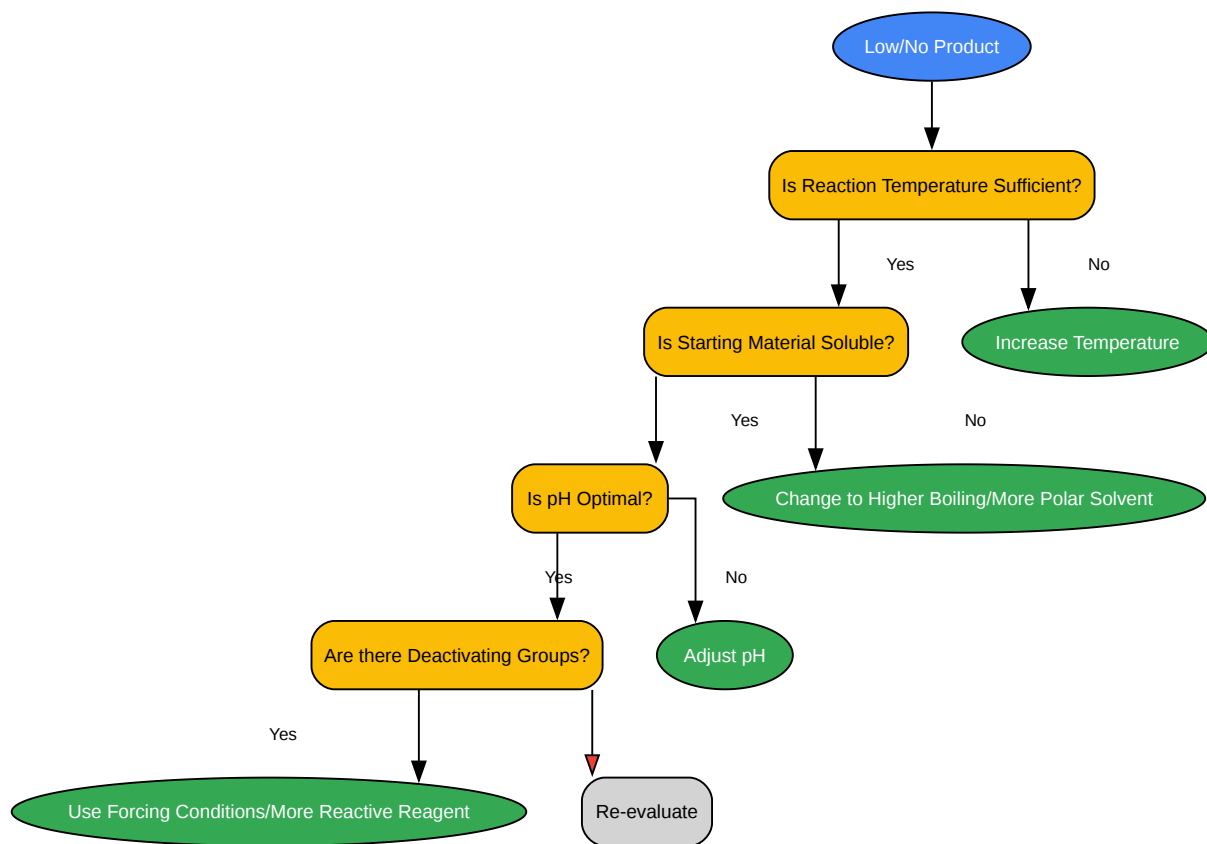 Low/No Product
Is Reaction Temperature Sufficient?
Yes
No
Is Starting Material Soluble?
Increase Temperature
Yes
No
Is pH Optimal?
Change to Higher Boiling/More Polar Solvent
Yes
No
Are there Deactivating Groups?
Adjust pH
Yes
Use Forcing Conditions/More Reactive Reagent
Re-evaluate